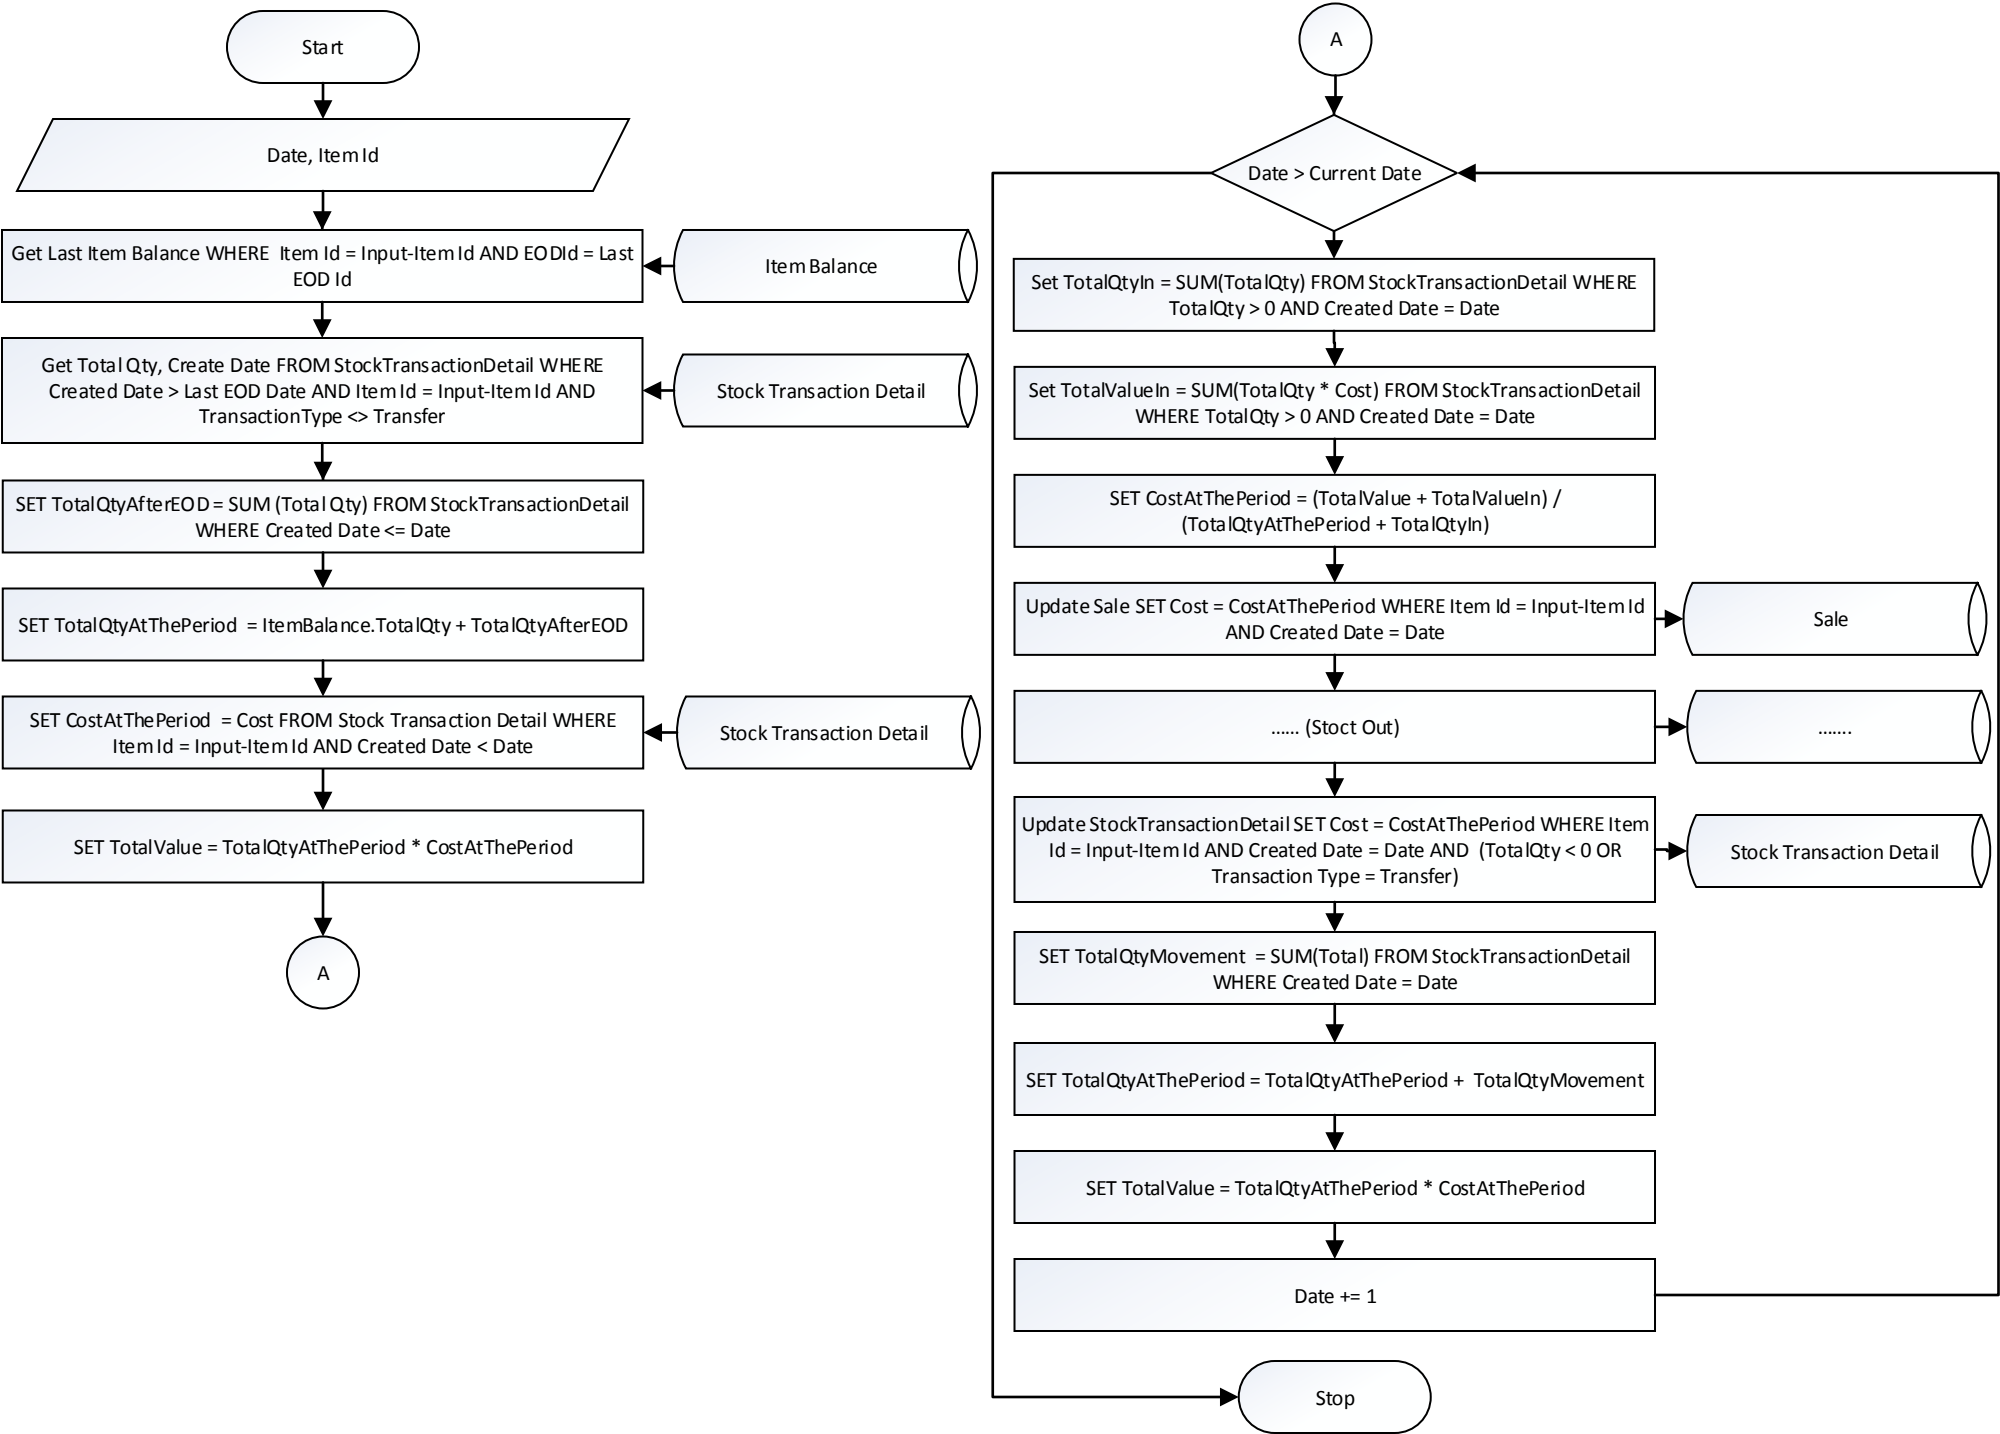 Start
Date, Item Id
Get Last Item Balance WHERE  Item Id = Input-Item Id AND EODId = Last
EOD Id
Item Balance
Get Total Qty, Create Date FROM StockTransactionDetail WHERE
Created Date > Last EOD Date AND Item Id = Input-Item Id AND
TransactionType <> Transfer
Stock Transaction Detail
SET TotalQtyAfterEOD = SUM (Total Qty) FROM StockTransactionDetail
WHERE Created Date <= Date
SET TotalQtyAtThePeriod  = ItemBalance.TotalQty + TotalQtyAfterEOD
SET CostAtThePeriod  = Cost FROM Stock Transaction Detail WHERE
Item Id = Input-Item Id AND Created Date < Date
Stock Transaction Detail
SET TotalValue = TotalQtyAtThePeriod * CostAtThePeriod
A
A
Date > Current Date
Set TotalQtyIn = SUM(TotalQty) FROM StockTransactionDetail WHERE
TotalQty > 0 AND Created Date = Date
Set TotalValueIn = SUM(TotalQty * Cost) FROM StockTransactionDetail
WHERE TotalQty > 0 AND Created Date = Date
SET CostAtThePeriod = (TotalValue + TotalValueIn) /
(TotalQtyAtThePeriod + TotalQtyIn)
Update Sale SET Cost = CostAtThePeriod WHERE Item Id = Input-Item Id
AND Created Date = Date
Sale
...... (Stoct Out)
.......
Update StockTransactionDetail SET Cost = CostAtThePeriod WHERE Item
Id = Input-Item Id AND Created Date = Date AND  (TotalQty < 0 OR
Transaction Type = Transfer)
Stock Transaction Detail
SET TotalQtyMovement  = SUM(Total) FROM StockTransactionDetail
WHERE Created Date = Date
SET TotalQtyAtThePeriod = TotalQtyAtThePeriod +  TotalQtyMovement
SET TotalValue = TotalQtyAtThePeriod * CostAtThePeriod
Date += 1
Stop